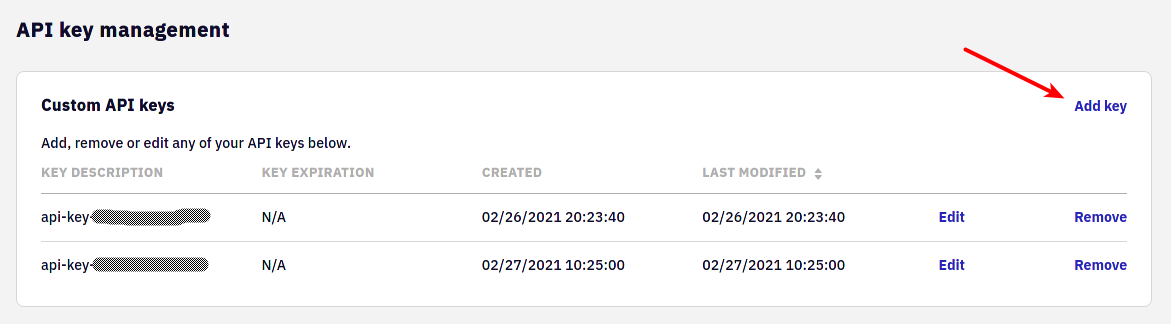 API key management
Custom API keys Add key
Add, remove or edit any of your API keys below.
KEY DESCRIPTION KEY EXPIRATION CREATED LAST MODIFIED
api-key- N/A 02/26/2021 20:23:40 02/26/2021 20:23:40 Edit Remove
api-key- N/A 02/27/2021 10:25:00 02/27/2021 10:25:00 Edit Remove